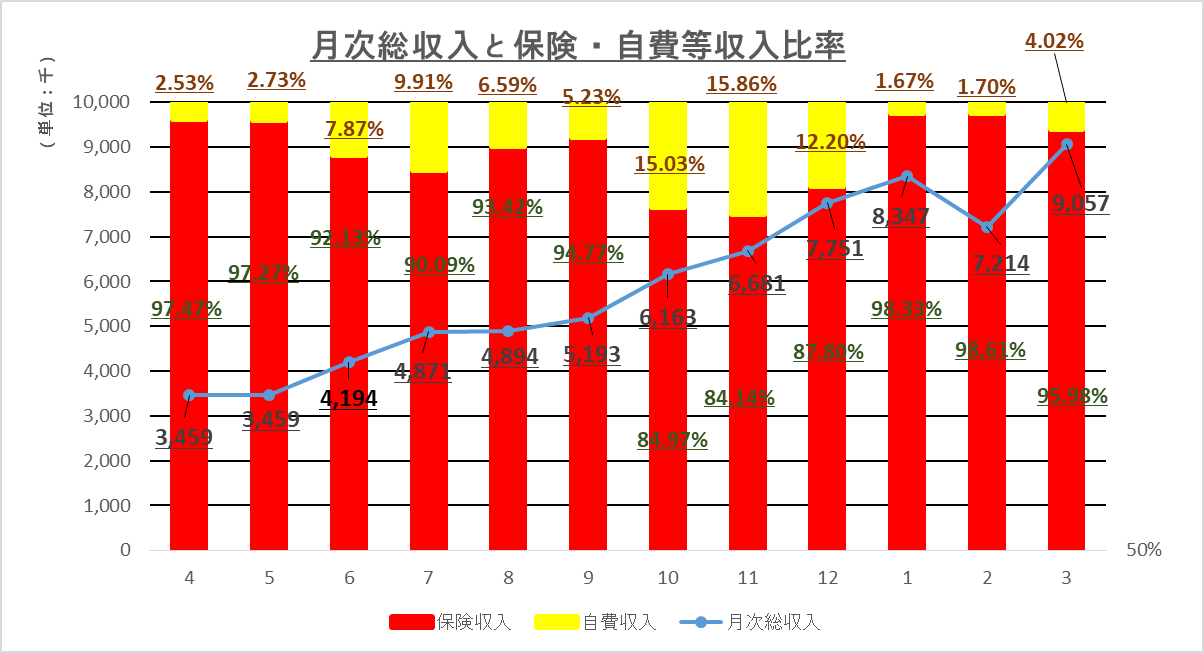 月次総収入と保険・自費等収入比率
(単位：千)
2.53% 2.73% 7.87% 9.91% 6.59% 5.23% 15.03% 15.86% 12.20% 1.67% 1.70% 4.02%
97.47% 97.27% 92.13% 90.09% 93.42% 94.77% 84.97% 84.14% 87.80% 98.33% 98.61% 95.98%
3,459 3,459 4,194 4,871 4,894 5,193 6,163 6,681 7,751 8,347 7,214 9,057
10,000
9,000
8,000
7,000
6,000
5,000
4,000
3,000
2,000
1,000
0
50%
4 5 6 7 8 9 10 11 12 1 2 3
保険収入 自費収入 月次総収入